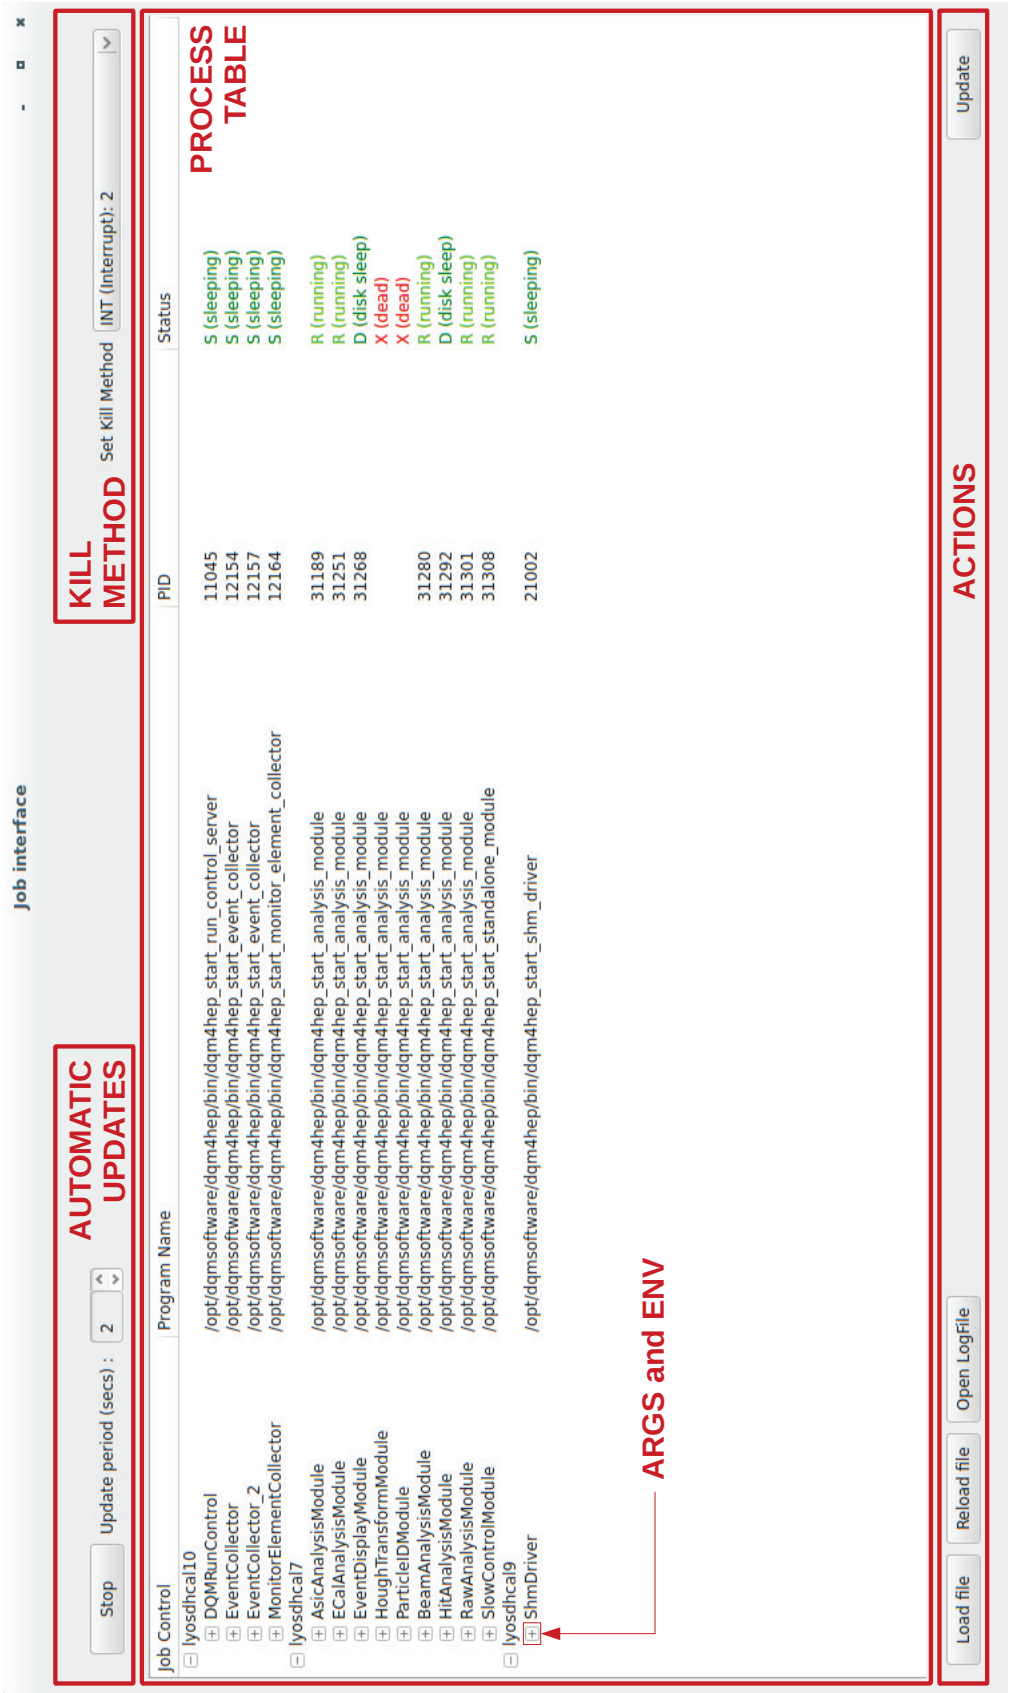 Job interface
AUTOMATIC
UPDATES
Stop Update period (secs) : 2
KILL
METHOD
Set Kill Method INT (Interrupt): 2
PROCESS
TABLE
Job Control Program Name PID Status
lyosdhcal10
DQMRunControl /opt/dqmsoftware/dqm4hep/bin/dqm4hep_start_run_control_server 11045 S (sleeping)
EventCollector /opt/dqmsoftware/dqm4hep/bin/dqm4hep_start_event_collector 12154 S (sleeping)
EventCollector_2 /opt/dqmsoftware/dqm4hep/bin/dqm4hep_start_event_collector 12157 S (sleeping)
MonitorElementCollector /opt/dqmsoftware/dqm4hep/bin/dqm4hep_start_monitor_element_collector 12164 S (sleeping)
lyosdhcal7
AsicAnalysisModule /opt/dqmsoftware/dqm4hep/bin/dqm4hep_start_analysis_module 31189 R (running)
ECalAnalysisModule /opt/dqmsoftware/dqm4hep/bin/dqm4hep_start_analysis_module 31251 R (running)
EventDisplayModule /opt/dqmsoftware/dqm4hep/bin/dqm4hep_start_analysis_module 31268 D (disk sleep)
HoughTransformModule /opt/dqmsoftware/dqm4hep/bin/dqm4hep_start_analysis_module X (dead)
ParticleIDModule /opt/dqmsoftware/dqm4hep/bin/dqm4hep_start_analysis_module X (dead)
BeamAnalysisModule /opt/dqmsoftware/dqm4hep/bin/dqm4hep_start_analysis_module 31280 R (running)
HitAnalysisModule /opt/dqmsoftware/dqm4hep/bin/dqm4hep_start_analysis_module 31292 D (disk sleep)
RawAnalysisModule /opt/dqmsoftware/dqm4hep/bin/dqm4hep_start_analysis_module 31301 R (running)
SlowControlModule /opt/dqmsoftware/dqm4hep/bin/dqm4hep_start_standalone_module 31308 R (running)
lyosdhcal9
ShmDriver /opt/dqmsoftware/dqm4hep/bin/dqm4hep_start_shm_driver 21002 S (sleeping)
ARGS and ENV
Load file Reload file Open LogFile ACTIONS Update